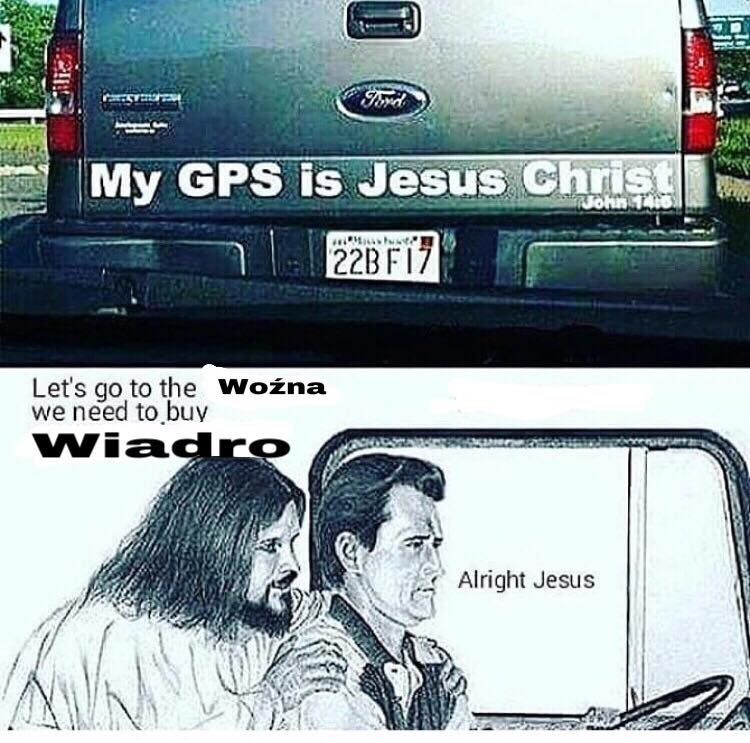 Ford
My GPS is Jesus Christ
John 14:6
22B F17
Let's go to the Woźna
we need to buy
Wiadro
Alright Jesus